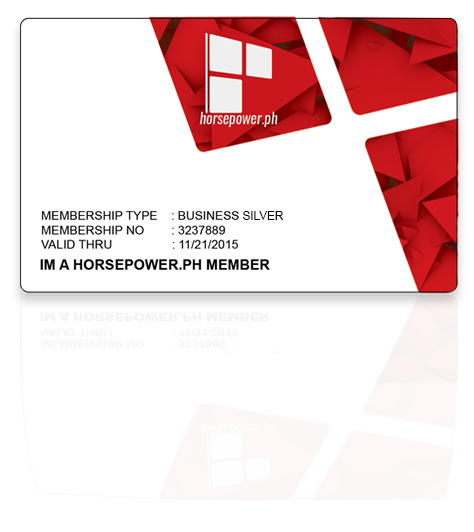 horsepower.ph
MEMBERSHIP TYPE : BUSINESS SILVER
MEMBERSHIP NO : 3237889
VALID THRU : 11/21/2015
IM A HORSEPOWER.PH MEMBER